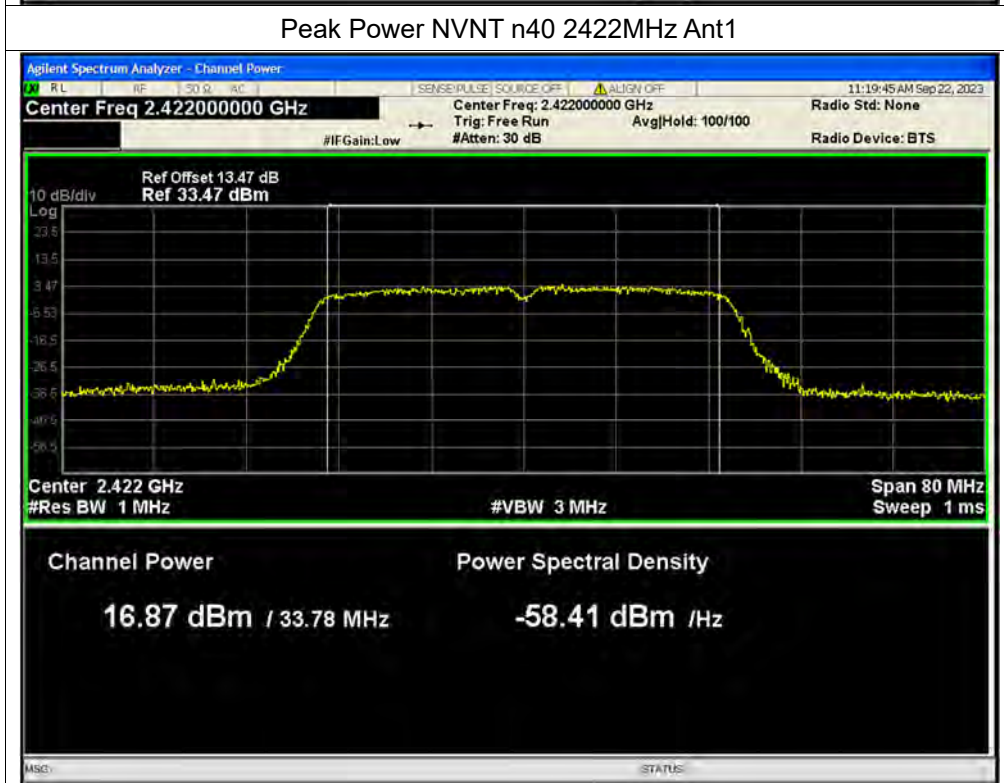 Peak Power NVNT n40 2422MHz Ant1
Agilent Spectrum Analyzer - Channel Power
RL RF 50 Ω AC SENSE:PULSE SOURCE OFF ALIGN OFF 11:19:45 AM Sep 22, 2023
Center Freq 2.422000000 GHz Center Freq: 2.422000000 GHz Radio Std: None
Trig: Free Run Avg|Hold: 100/100
#IFGain:Low #Atten: 30 dB Radio Device: BTS
Ref Offset 13.47 dB
10 dB/div Ref 33.47 dBm
Log
23.5
13.5
3.47
-6.53
-16.5
-26.5
-36.5
-46.5
-56.5
Center 2.422 GHz Span 80 MHz
#Res BW 1 MHz #VBW 3 MHz Sweep 1 ms
Channel Power Power Spectral Density
16.87 dBm / 33.78 MHz -58.41 dBm /Hz
MSG STATUS